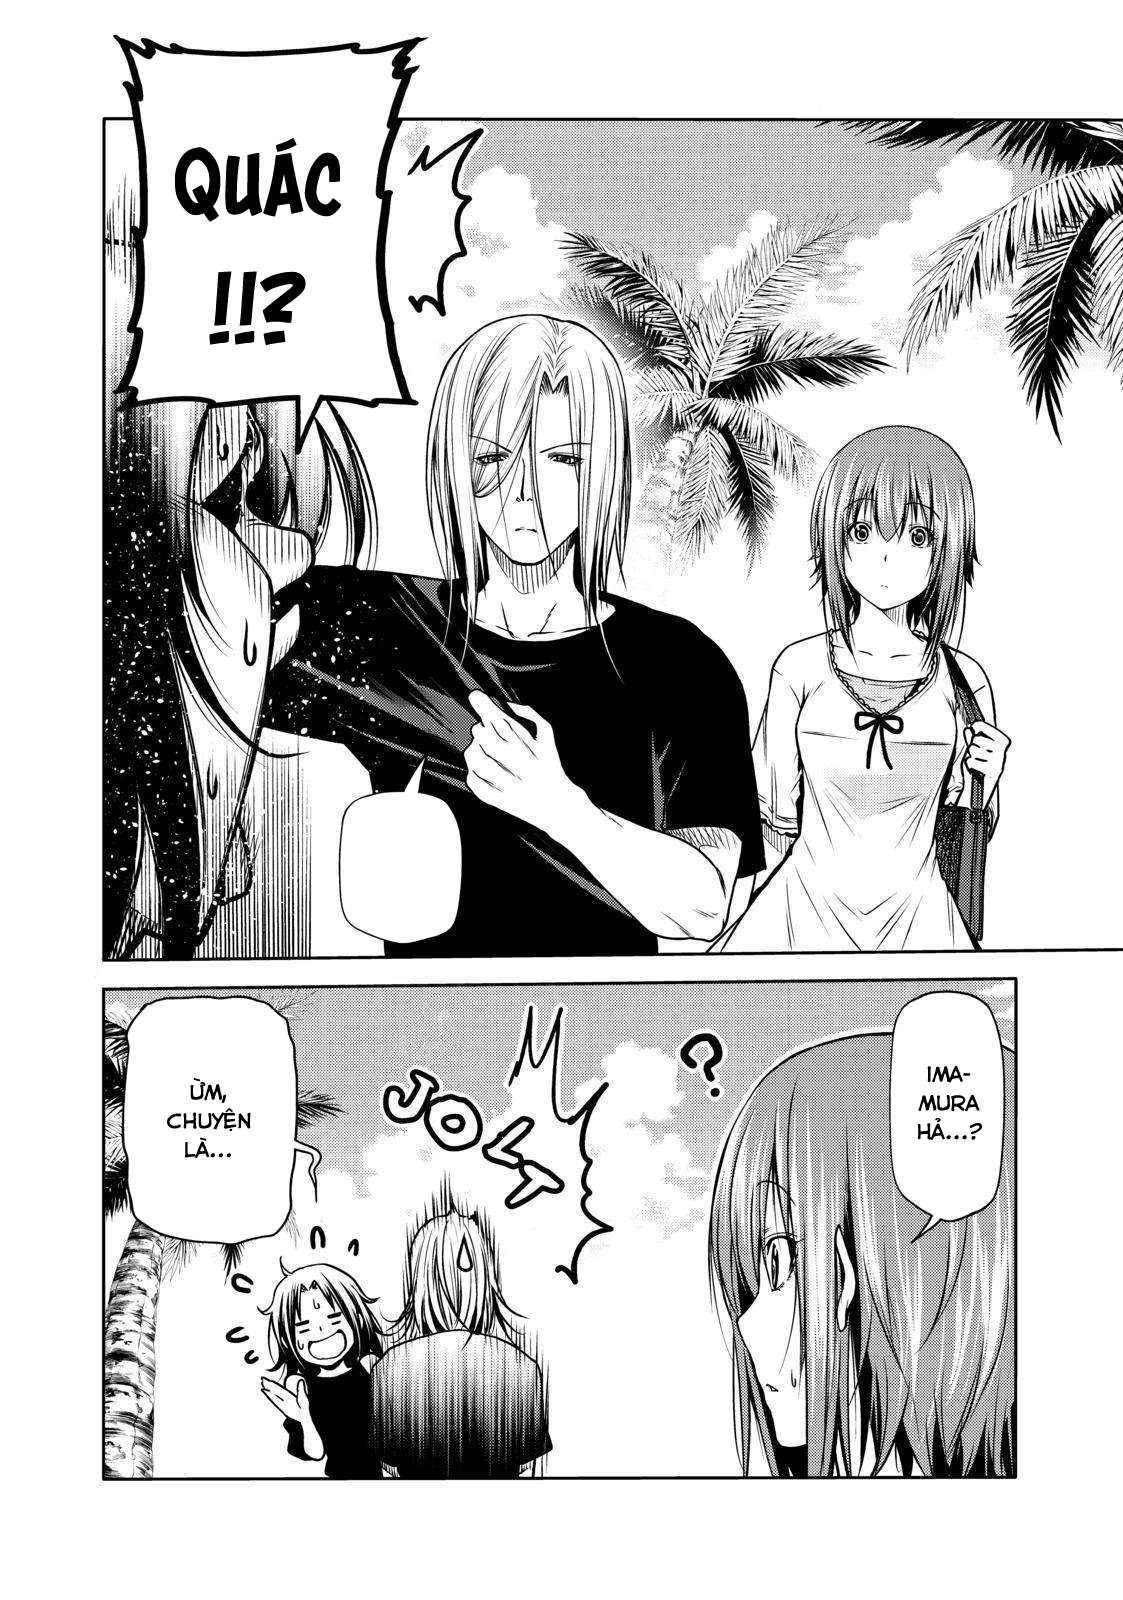 QUÁC
!!?
IMA-
MURA
HẢ...?
?
JOLT
ỪM,
CHUYỆN
LÀ...